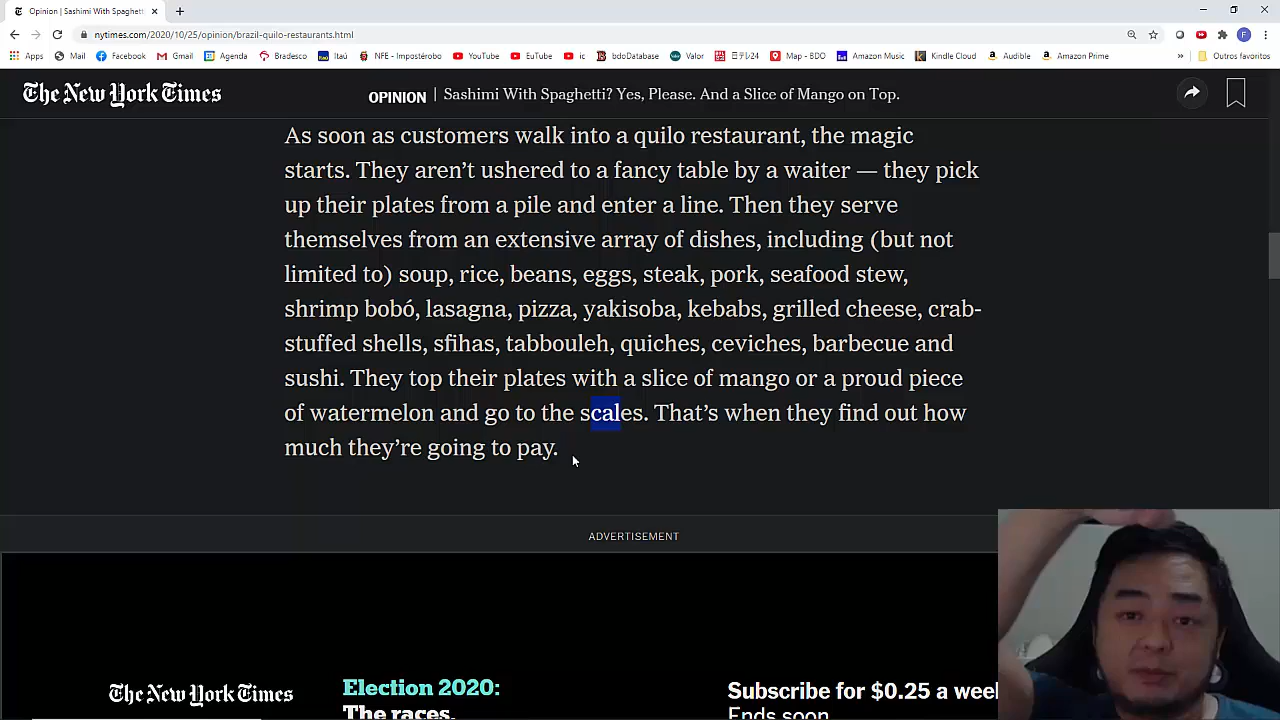 Opinion | Sashimi With Spaghetti
nytimes.com/2020/10/25/opinion/brazil-quilo-restaurants.html
F
Apps Mail Facebook Gmail Agenda Bradesco Itaú NFE - Impostérobo YouTube EuTube ic bdoDatabase Valor Map - BDO Amazon Music Kindle Cloud Audible Amazon Prime » Outros favoritos
The New York Times
OPINION | Sashimi With Spaghetti? Yes, Please. And a Slice of Mango on Top.
As soon as customers walk into a quilo restaurant, the magic
starts. They aren’t ushered to a fancy table by a waiter — they pick
up their plates from a pile and enter a line. Then they serve
themselves from an extensive array of dishes, including (but not
limited to) soup, rice, beans, eggs, steak, pork, seafood stew,
shrimp bobó, lasagna, pizza, yakisoba, kebabs, grilled cheese, crab-
stuffed shells, sfihas, tabbouleh, quiches, ceviches, barbecue and
sushi. They top their plates with a slice of mango or a proud piece
of watermelon and go to the scales. That’s when they find out how
much they’re going to pay.
ADVERTISEMENT
The New York Times
Election 2020:
The races.
Subscribe for $0.25 a wee
Ends soon